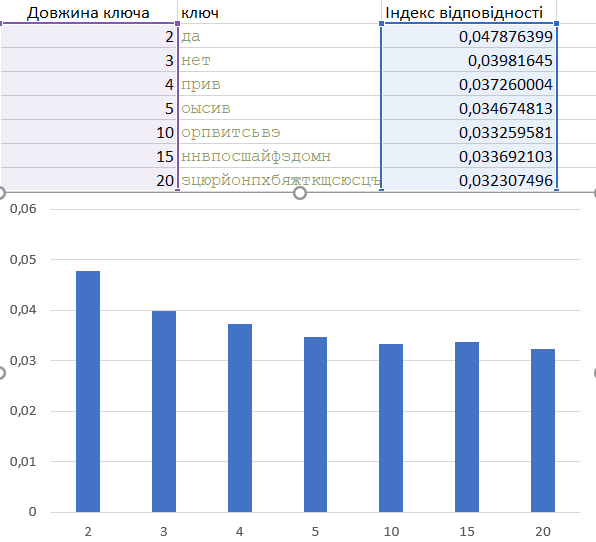 Довжина ключа ключ Індекс відповідності
2 да 0,047876399
3 нет 0,03981645
4 прив 0,037260004
5 оысив 0,034674813
10 орпвитсьвэ 0,033259581
15 ннвпосшайфздомн 0,033692103
20 эцюрйонпхбяжткщсюсцъ 0,032307496
0,06
0,05
0,04
0,03
0,02
0,01
0
2 3 4 5 10 15 20